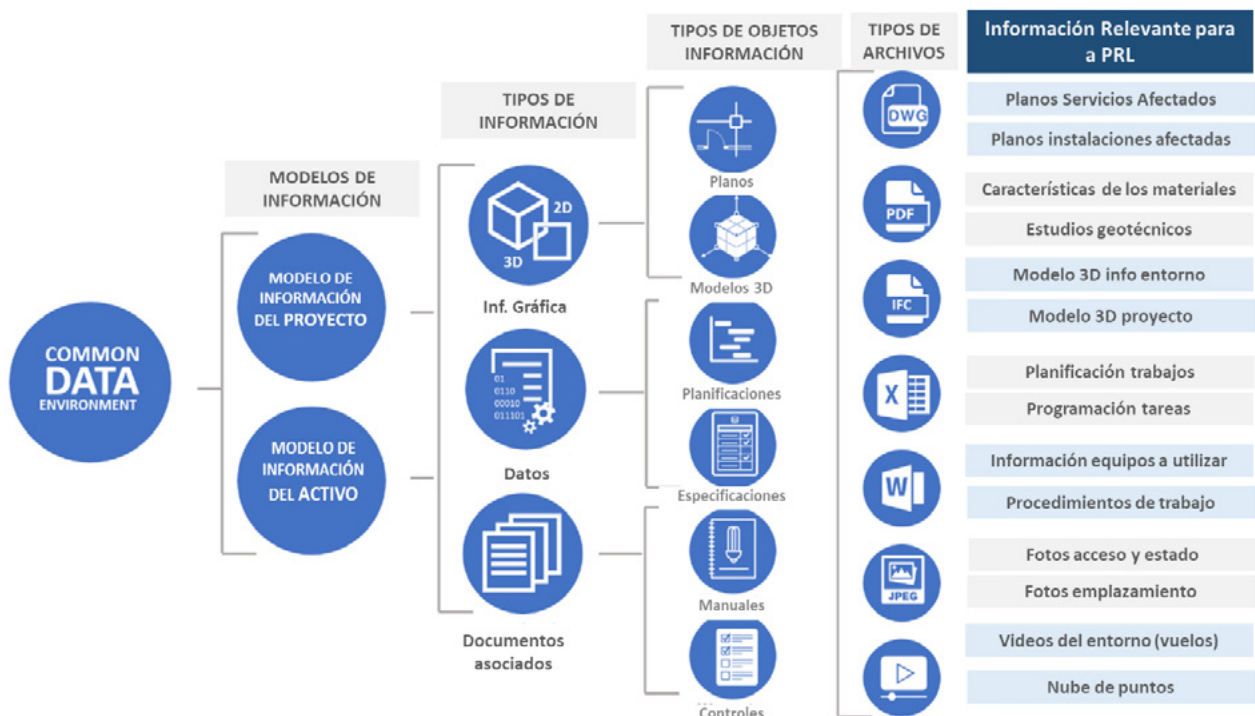 TIPOS DE OBJETOS
INFORMACIÓN
TIPOS DE
ARCHIVOS
Información Relevante para
a PRL
TIPOS DE
INFORMACIÓN
MODELOS DE
INFORMACIÓN
COMMON
DATA
ENVIRONMENT
MODELO DE
INFORMACIÓN
DEL PROYECTO
MODELO DE
INFORMACIÓN
DEL ACTIVO
2D
3D
Inf. Gráfica
01
0110
00010
011101
Datos
Documentos
asociados
Planos
Modelos 3D
Planificaciones
Especificaciones
Manuales
Controles
DWG
PDF
IFC
X
W
JPEG
Planos Servicios Afectados
Planos instalaciones afectadas
Características de los materiales
Estudios geotécnicos
Modelo 3D info entorno
Modelo 3D proyecto
Planificación trabajos
Programación tareas
Información equipos a utilizar
Procedimientos de trabajo
Fotos acceso y estado
Fotos emplazamiento
Videos del entorno (vuelos)
Nube de puntos